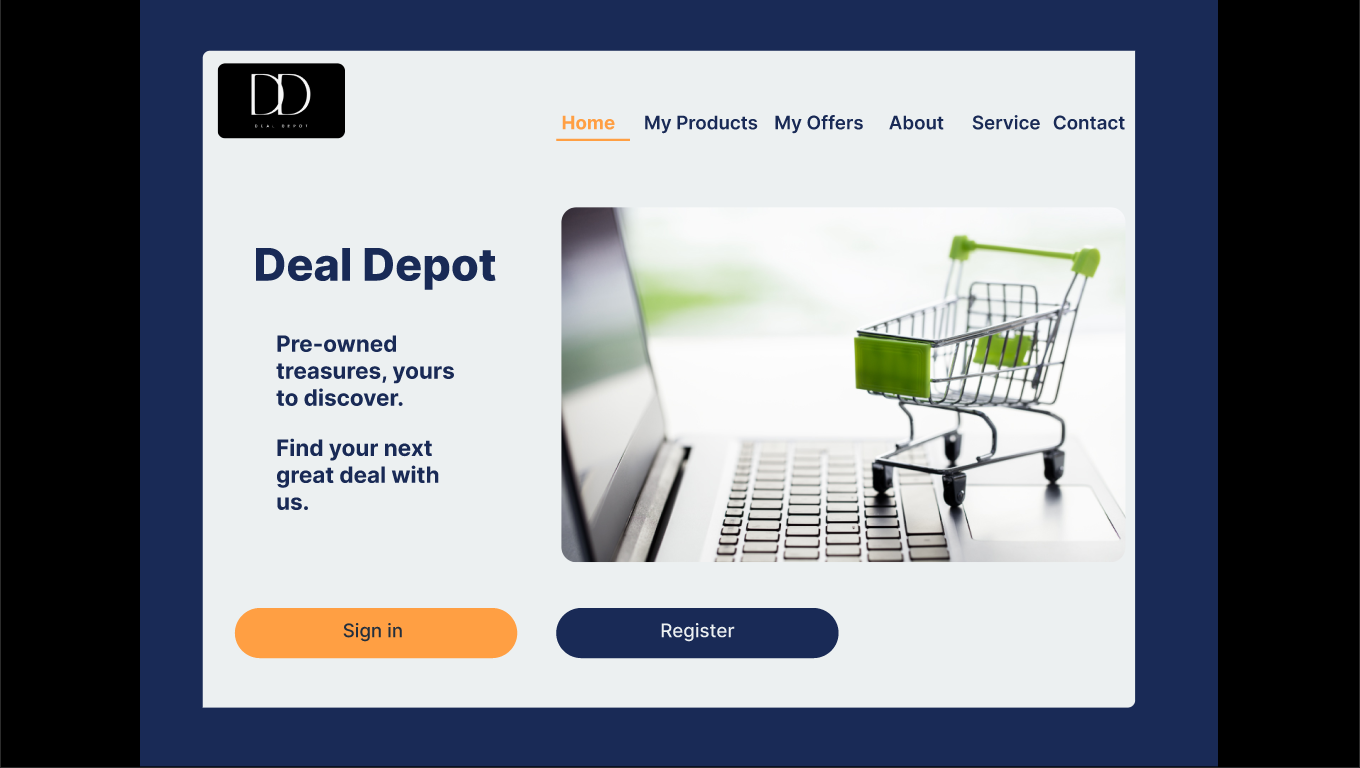 DD
DEAL DEPOT
Home My Products My Offers About Service Contact
Deal Depot
Pre-owned
treasures, yours
to discover.
Find your next
great deal with
us.
Sign in
Register